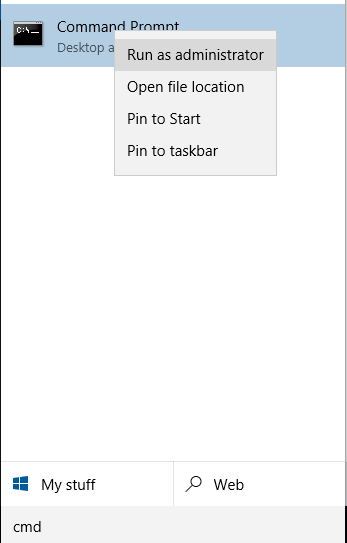 Command Prompt
Desktop a
Run as administrator
Open file location
Pin to Start
Pin to taskbar
My stuff
Web
cmd